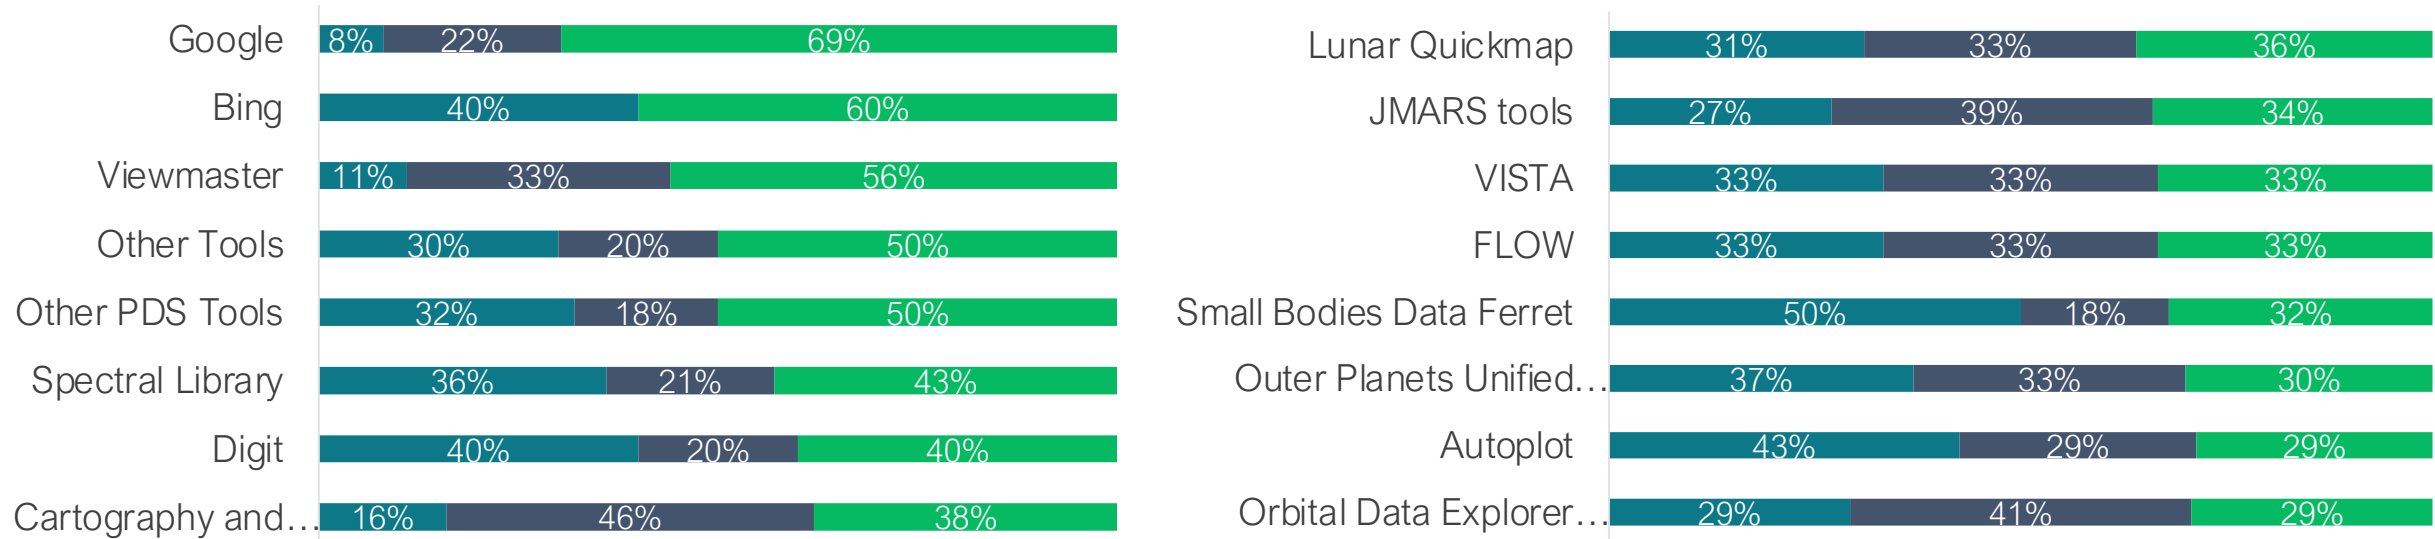 Google 8% 22% 69%
Bing 40% 60%
Viewmaster 11% 33% 56%
Other Tools 30% 20% 50%
Other PDS Tools 32% 18% 50%
Spectral Library 36% 21% 43%
Digit 40% 20% 40%
Cartography and... 16% 46% 38%
Lunar Quickmap 31% 33% 36%
JMARS tools 27% 39% 34%
VISTA 33% 33% 33%
FLOW 33% 33% 33%
Small Bodies Data Ferret 50% 18% 32%
Outer Planets Unified... 37% 33% 30%
Autoplot 43% 29% 29%
Orbital Data Explorer... 29% 41% 29%